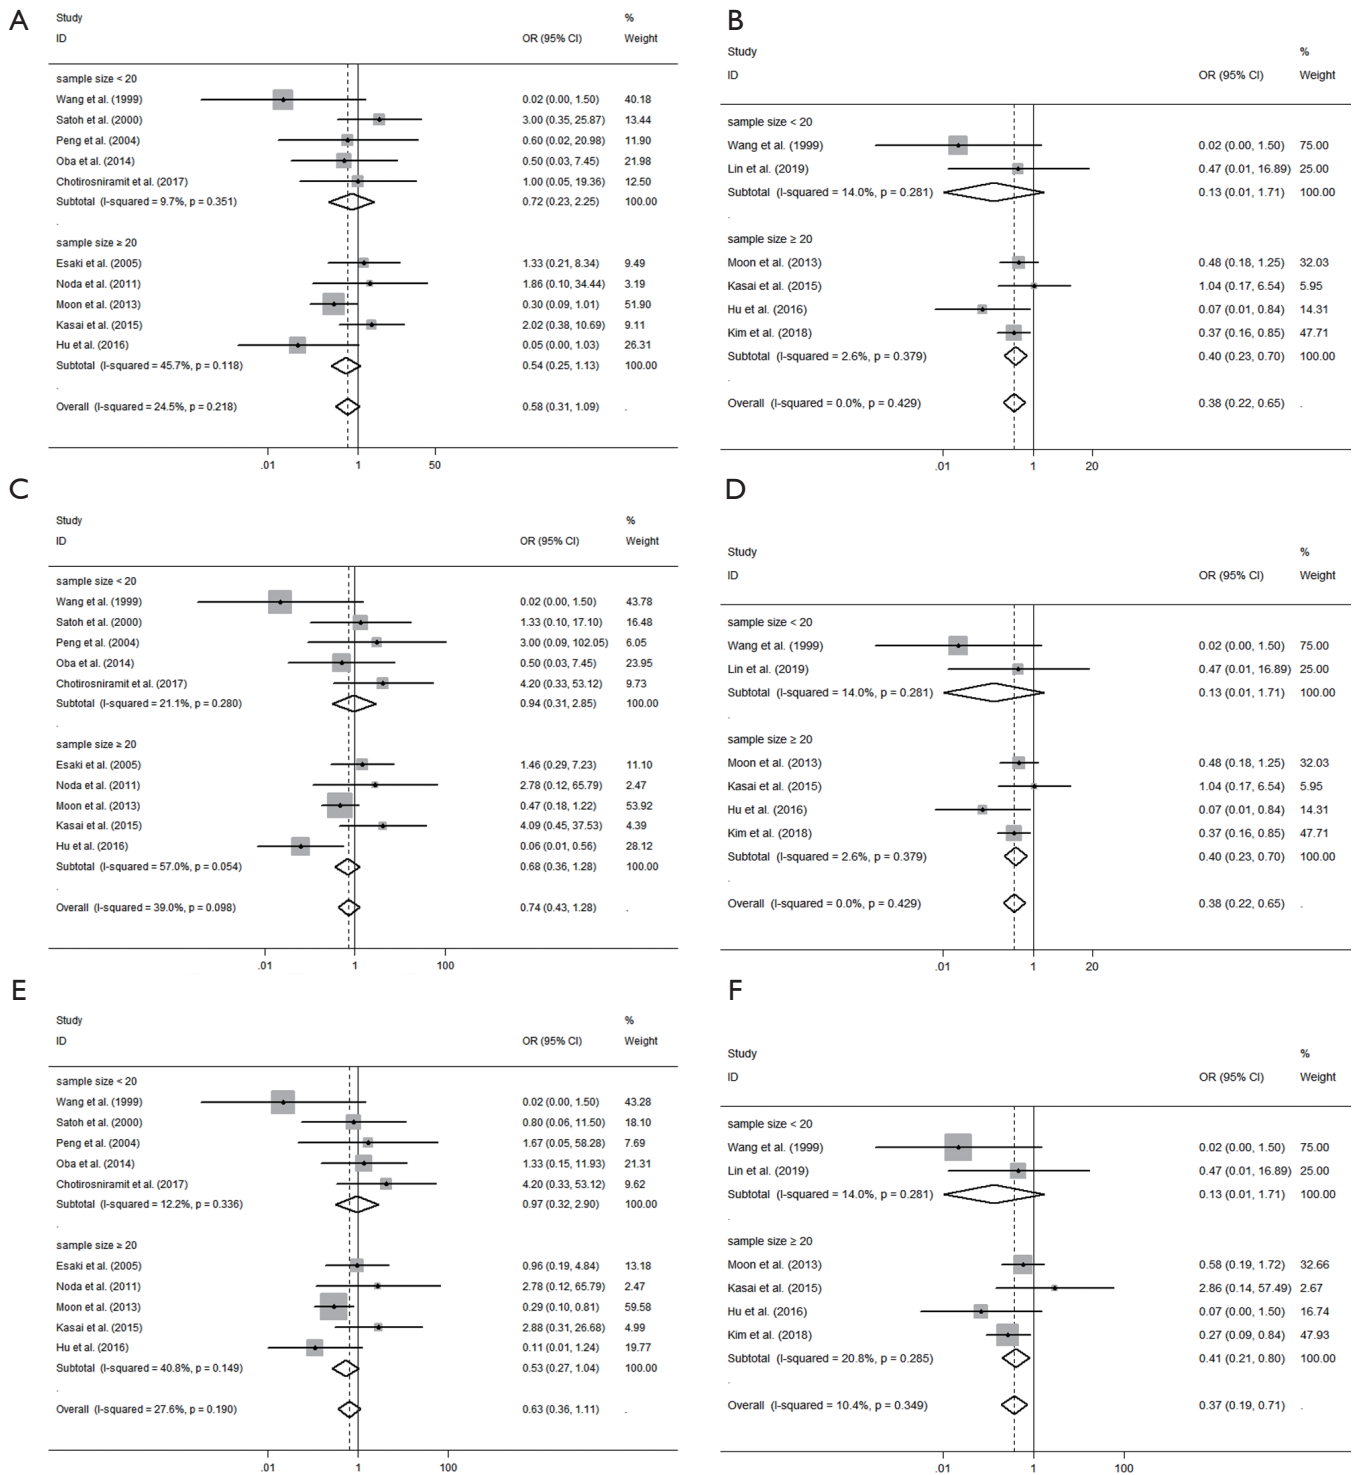 A
Study %
ID OR (95% CI) Weight
sample size < 20
Wang et al. (1999) 0.02 (0.00, 1.50) 40.18
Satoh et al. (2000) 3.00 (0.35, 25.87) 13.44
Peng et al. (2004) 0.60 (0.02, 20.98) 11.90
Oba et al. (2014) 0.50 (0.03, 7.45) 21.98
Chotirosniramit et al. (2017) 1.00 (0.05, 19.36) 12.50
Subtotal (I-squared = 9.7%, p = 0.351) 0.72 (0.23, 2.25) 100.00
.
sample size ≥ 20
Esaki et al. (2005) 1.33 (0.21, 8.34) 9.49
Noda et al. (2011) 1.86 (0.10, 34.44) 3.19
Moon et al. (2013) 0.30 (0.09, 1.01) 51.90
Kasai et al. (2015) 2.02 (0.38, 10.69) 9.11
Hu et al. (2016) 0.05 (0.00, 1.03) 26.31
Subtotal (I-squared = 45.7%, p = 0.118) 0.54 (0.25, 1.13) 100.00
.
Overall (I-squared = 24.5%, p = 0.218) 0.58 (0.31, 1.09) .
.01 1 50
B
Study %
ID OR (95% CI) Weight
sample size < 20
Wang et al. (1999) 0.02 (0.00, 1.50) 75.00
Lin et al. (2019) 0.47 (0.01, 16.89) 25.00
Subtotal (I-squared = 14.0%, p = 0.281) 0.13 (0.01, 1.71) 100.00
.
sample size ≥ 20
Moon et al. (2013) 0.48 (0.18, 1.25) 32.03
Kasai et al. (2015) 1.04 (0.17, 6.54) 5.95
Hu et al. (2016) 0.07 (0.01, 0.84) 14.31
Kim et al. (2018) 0.37 (0.16, 0.85) 47.71
Subtotal (I-squared = 2.6%, p = 0.379) 0.40 (0.23, 0.70) 100.00
.
Overall (I-squared = 0.0%, p = 0.429) 0.38 (0.22, 0.65) .
.01 1 20
C
Study %
ID OR (95% CI) Weight
sample size < 20
Wang et al. (1999) 0.02 (0.00, 1.50) 43.78
Satoh et al. (2000) 1.33 (0.10, 17.10) 16.48
Peng et al. (2004) 3.00 (0.09, 102.05) 6.05
Oba et al. (2014) 0.50 (0.03, 7.45) 23.95
Chotirosniramit et al. (2017) 4.20 (0.33, 53.12) 9.73
Subtotal (I-squared = 21.1%, p = 0.280) 0.94 (0.31, 2.85) 100.00
.
sample size ≥ 20
Esaki et al. (2005) 1.46 (0.29, 7.23) 11.10
Noda et al. (2011) 2.78 (0.12, 65.79) 2.47
Moon et al. (2013) 0.47 (0.18, 1.22) 53.92
Kasai et al. (2015) 4.09 (0.45, 37.53) 4.39
Hu et al. (2016) 0.06 (0.01, 0.56) 28.12
Subtotal (I-squared = 57.0%, p = 0.054) 0.68 (0.36, 1.28) 100.00
.
Overall (I-squared = 39.0%, p = 0.098) 0.74 (0.43, 1.28) .
.01 1 100
D
Study %
ID OR (95% CI) Weight
sample size < 20
Wang et al. (1999) 0.02 (0.00, 1.50) 75.00
Lin et al. (2019) 0.47 (0.01, 16.89) 25.00
Subtotal (I-squared = 14.0%, p = 0.281) 0.13 (0.01, 1.71) 100.00
.
sample size ≥ 20
Moon et al. (2013) 0.48 (0.18, 1.25) 32.03
Kasai et al. (2015) 1.04 (0.17, 6.54) 5.95
Hu et al. (2016) 0.07 (0.01, 0.84) 14.31
Kim et al. (2018) 0.37 (0.16, 0.85) 47.71
Subtotal (I-squared = 2.6%, p = 0.379) 0.40 (0.23, 0.70) 100.00
.
Overall (I-squared = 0.0%, p = 0.429) 0.38 (0.22, 0.65) .
.01 1 20
E
Study %
ID OR (95% CI) Weight
sample size < 20
Wang et al. (1999) 0.02 (0.00, 1.50) 43.28
Satoh et al. (2000) 0.80 (0.06, 11.50) 18.10
Peng et al. (2004) 1.67 (0.05, 58.28) 7.69
Oba et al. (2014) 1.33 (0.15, 11.93) 21.31
Chotirosniramit et al. (2017) 4.20 (0.33, 53.12) 9.62
Subtotal (I-squared = 12.2%, p = 0.336) 0.97 (0.32, 2.90) 100.00
.
sample size ≥ 20
Esaki et al. (2005) 0.96 (0.19, 4.84) 13.18
Noda et al. (2011) 2.78 (0.12, 65.79) 2.47
Moon et al. (2013) 0.29 (0.10, 0.81) 59.58
Kasai et al. (2015) 2.88 (0.31, 26.68) 4.99
Hu et al. (2016) 0.11 (0.01, 1.24) 19.77
Subtotal (I-squared = 40.8%, p = 0.149) 0.53 (0.27, 1.04) 100.00
.
Overall (I-squared = 27.6%, p = 0.190) 0.63 (0.36, 1.11) .
.01 1 100
F
Study %
ID OR (95% CI) Weight
sample size < 20
Wang et al. (1999) 0.02 (0.00, 1.50) 75.00
Lin et al. (2019) 0.47 (0.01, 16.89) 25.00
Subtotal (I-squared = 14.0%, p = 0.281) 0.13 (0.01, 1.71) 100.00
.
sample size ≥ 20
Moon et al. (2013) 0.58 (0.19, 1.72) 32.66
Kasai et al. (2015) 2.86 (0.14, 57.49) 2.67
Hu et al. (2016) 0.07 (0.00, 1.50) 16.74
Kim et al. (2018) 0.27 (0.09, 0.84) 47.93
Subtotal (I-squared = 20.8%, p = 0.285) 0.41 (0.21, 0.80) 100.00
.
Overall (I-squared = 10.4%, p = 0.349) 0.37 (0.19, 0.71) .
.01 1 100